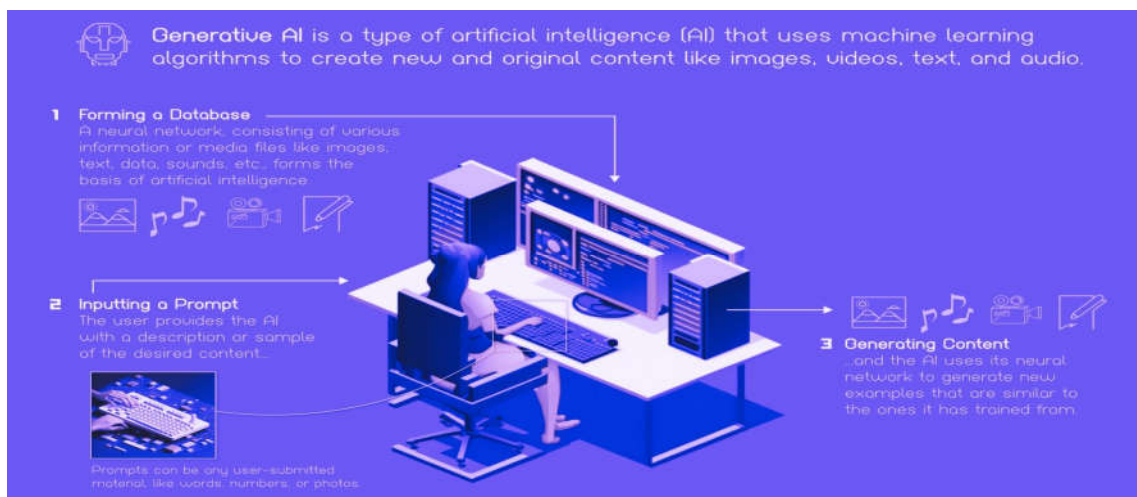 Generative AI is a type of artificial intelligence (AI) that uses machine learning
algorithms to create new and original content like images, videos, text, and audio.
1 Forming a Database
A neural network, consisting of various
information or media files like images,
text, data, sounds, etc., forms the
basis of artificial intelligence.
2 Inputting a Prompt
The user provides the AI
with a description or sample
of the desired content...
Prompts can be any user-submitted
material, like words, numbers, or photos.
3 Generating Content
...and the AI uses its neural
network to generate new
examples that are similar to
the ones it has trained from.